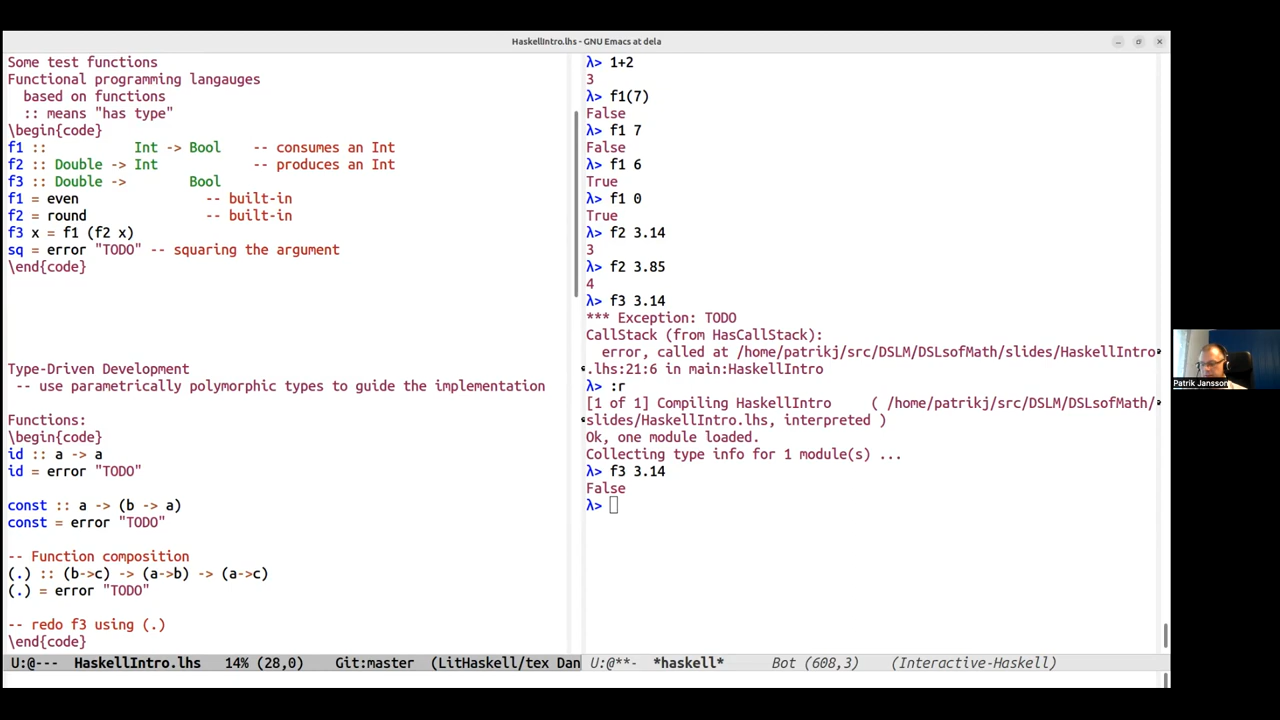 HaskellIntro.lhs - GNU Emacs at dela
Some test functions
Functional programming langauges
based on functions
:: means "has type"
\begin{code}
f1 :: Int -> Bool -- consumes an Int
f2 :: Double -> Int -- produces an Int
f3 :: Double -> Bool
f1 = even -- built-in
f2 = round -- built-in
f3 x = f1 (f2 x)
sq = error "TODO" -- squaring the argument
\end{code}
Type-Driven Development
-- use parametrically polymorphic types to guide the implementation
Functions:
\begin{code}
id :: a -> a
id = error "TODO"
const :: a -> (b -> a)
const = error "TODO"
-- Function composition
(.) :: (b->c) -> (a->b) -> (a->c)
(.) = error "TODO"
-- redo f3 using (.)
\end{code}
U:@--- HaskellIntro.lhs 14% (28,0) Git:master (LitHaskell/tex Dan
λ> 1+2
3
λ> f1(7)
False
λ> f1 7
False
λ> f1 6
True
λ> f1 0
True
λ> f2 3.14
3
λ> f2 3.85
4
λ> f3 3.14
*** Exception: TODO
CallStack (from HasCallStack):
error, called at /home/patrikj/src/DSLM/DSLsofMath/slides/HaskellIntro
.lhs:21:6 in main:HaskellIntro
λ> :r
[1 of 1] Compiling HaskellIntro ( /home/patrikj/src/DSLM/DSLsofMath/
slides/HaskellIntro.lhs, interpreted )
Ok, one module loaded.
Collecting type info for 1 module(s) ...
λ> f3 3.14
False
λ>
U:@**- *haskell* Bot (608,3) (Interactive-Haskell)
Patrik Jansson